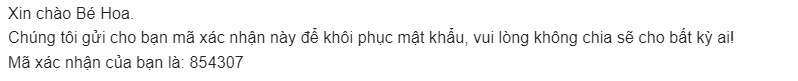 Xin chào Bé Hoa.
Chúng tôi gửi cho bạn mã xác nhận này để khôi phục mật khẩu, vui lòng không chia sẽ cho bất kỳ ai!
Mã xác nhận của bạn là: 854307